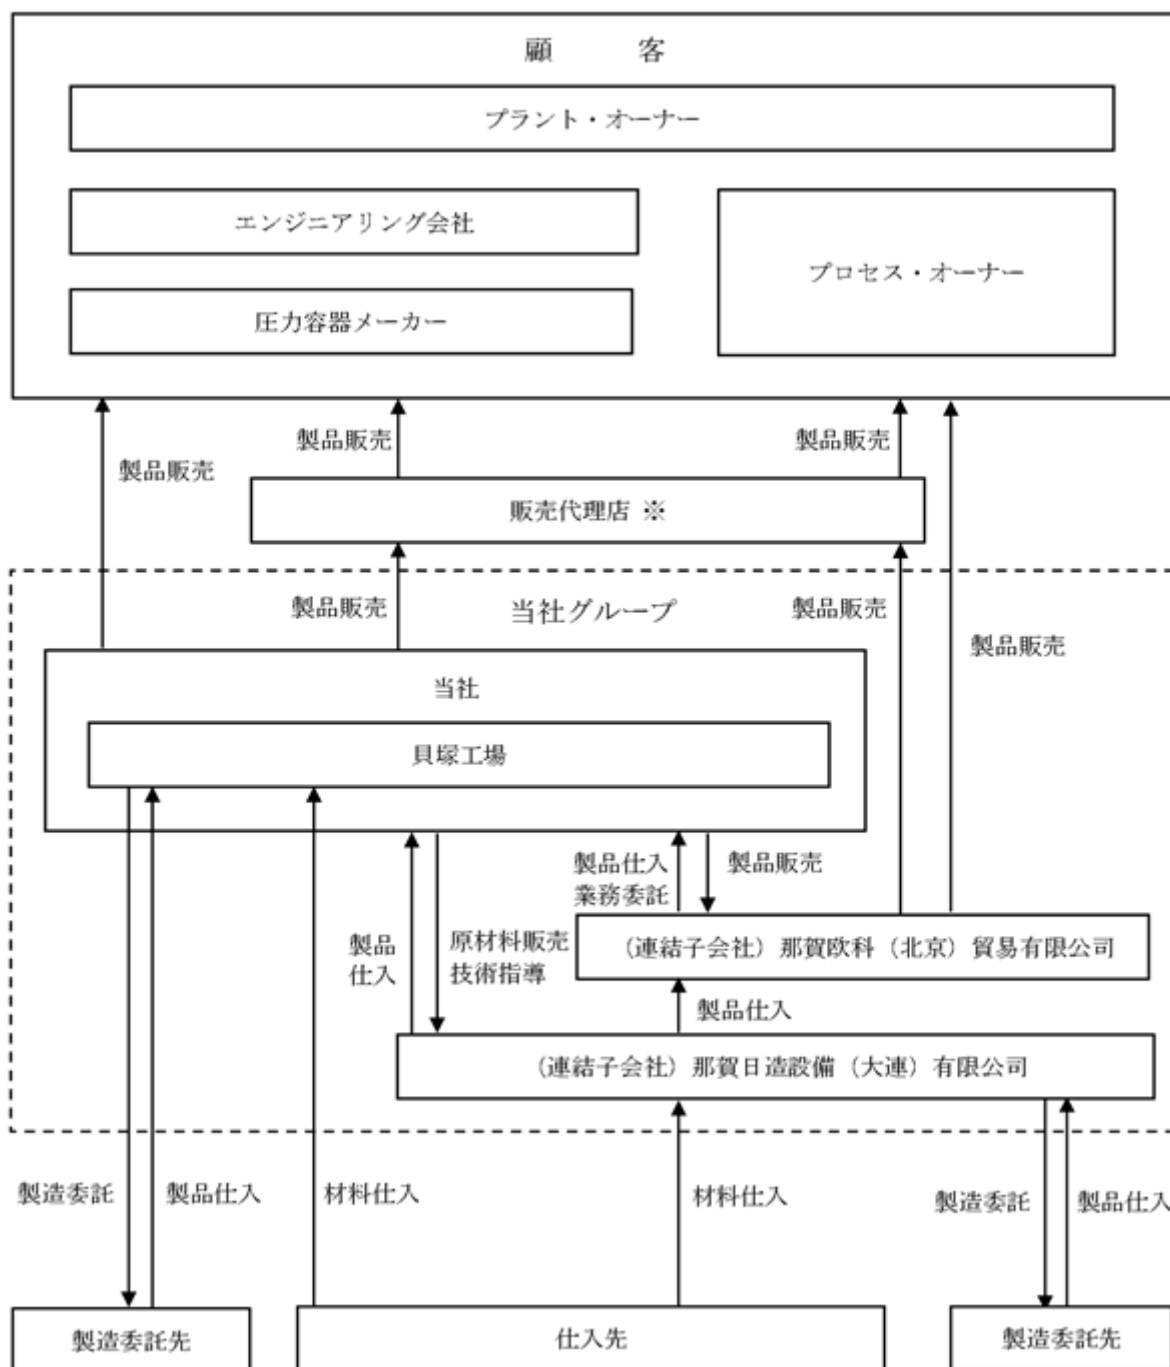 顧　客
プラント・オーナー
エンジニアリング会社
プロセス・オーナー
圧力容器メーカー
製品販売
製品販売
製品販売
販売代理店 ※
製品販売
当社グループ
製品販売
製品販売
当社
貝塚工場
製品仕入
業務委託
製品販売
製品
仕入
原材料販売
技術指導
（連結子会社）那賀欧科（北京）貿易有限公司
製品仕入
（連結子会社）那賀日造設備（大連）有限公司
製造委託
製品仕入
材料仕入
材料仕入
製造委託
製品仕入
製造委託先
仕入先
製造委託先